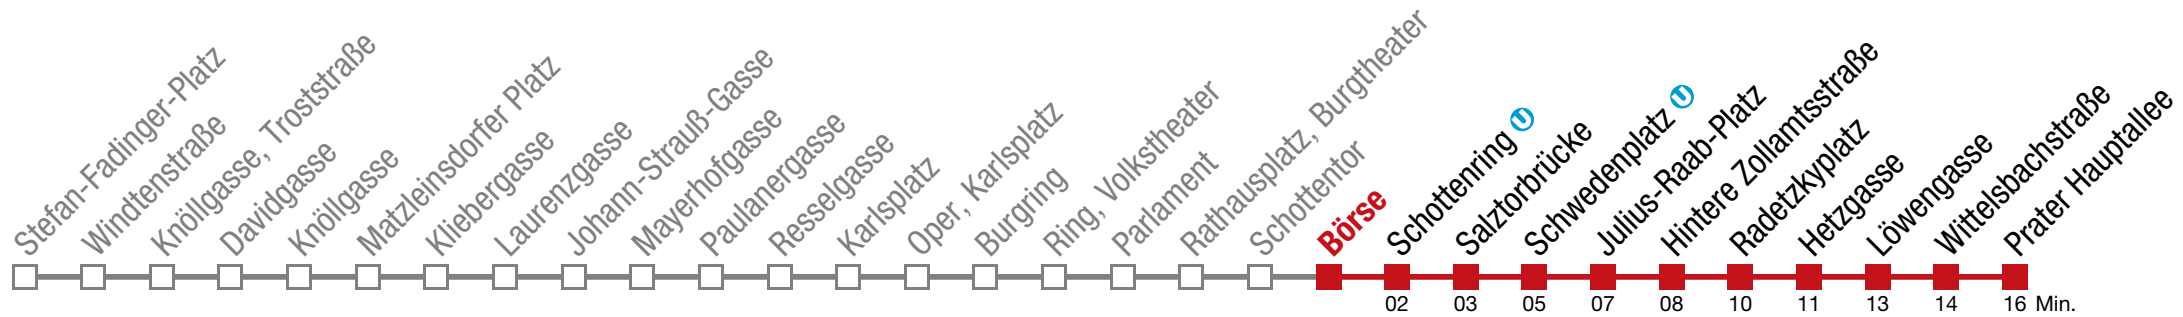 Stefan-Fadinger-Platz
Windtenstraße
Knöllgasse, Troststraße
Davidgasse
Knöllgasse
Matzleinsdorfer Platz
Kliebergasse
Laurenzgasse
Johann-Strauß-Gasse
Mayerhofgasse
Paulanergasse
Resselgasse
Karlsplatz
Oper, Karlsplatz
Burgring
Ring, Volkstheater
Parlament
Rathausplatz, Burgtheater
Schottentor
Börse
Schottenring U
Salztorbrücke
Schwedenplatz U
Julius-Raab-Platz
Hintere Zollamtsstraße
Radetzkyplatz
Hetzgasse
Löwengasse
Wittelsbachstraße
Prater Hauptallee
02 03 05 07 08 10 11 13 14 16 Min.